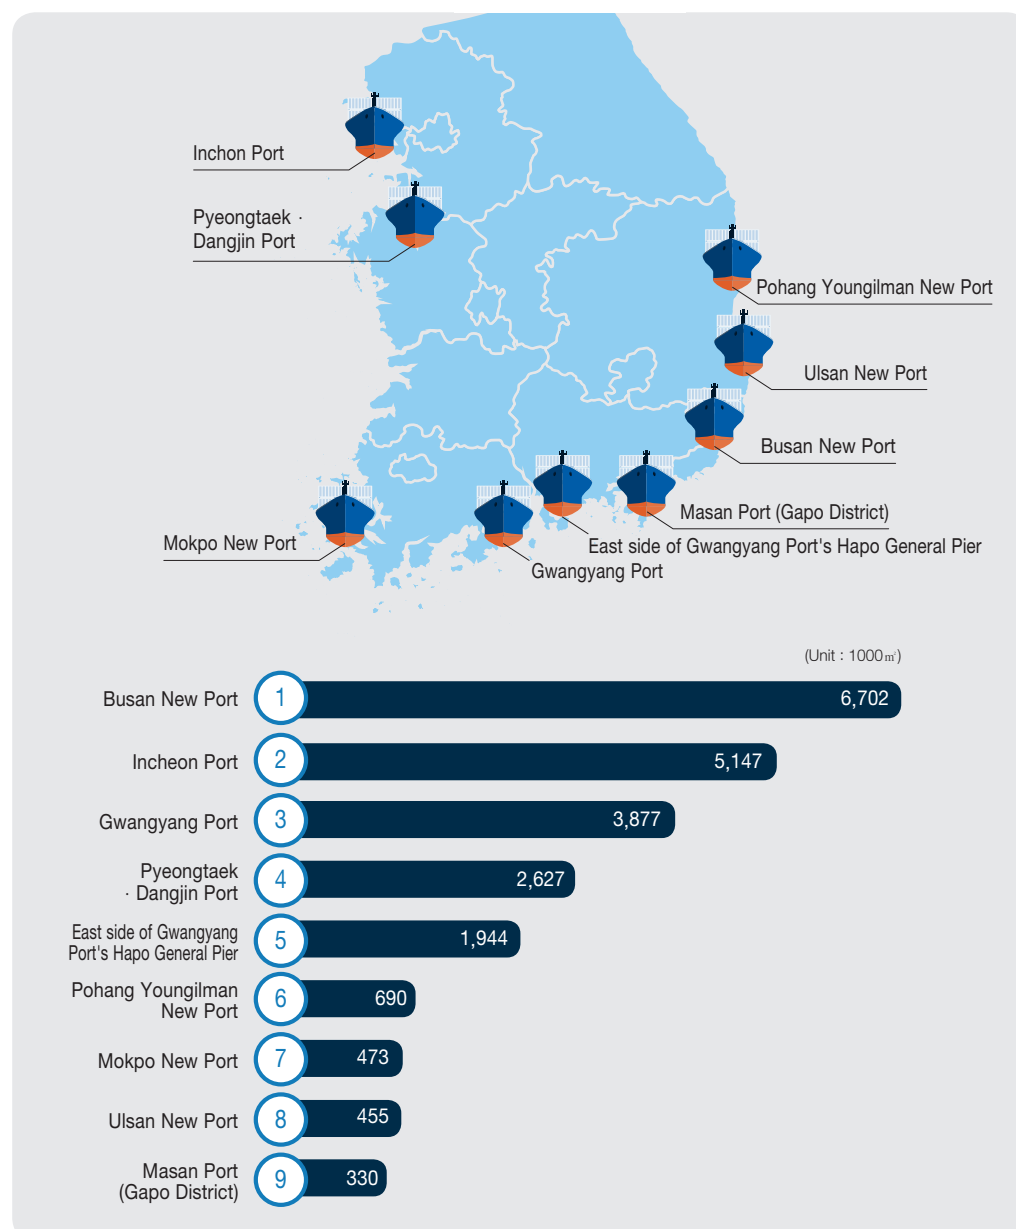 Inchon Port
Pyeongtaek ·
Dangjin Port
Pohang Youngilman New Port
Ulsan New Port
Busan New Port
Masan Port (Gapo District)
East side of Gwangyang Port's Hapo General Pier
Gwangyang Port
Mokpo New Port
(Unit : 1000㎡)
Busan New Port 1 6,702
Incheon Port 2 5,147
Gwangyang Port 3 3,877
Pyeongtaek
· Dangjin Port 4 2,627
East side of Gwangyang
Port's Hapo General Pier 5 1,944
Pohang Youngilman
New Port 6 690
Mokpo New Port 7 473
Ulsan New Port 8 455
Masan Port
(Gapo District) 9 330